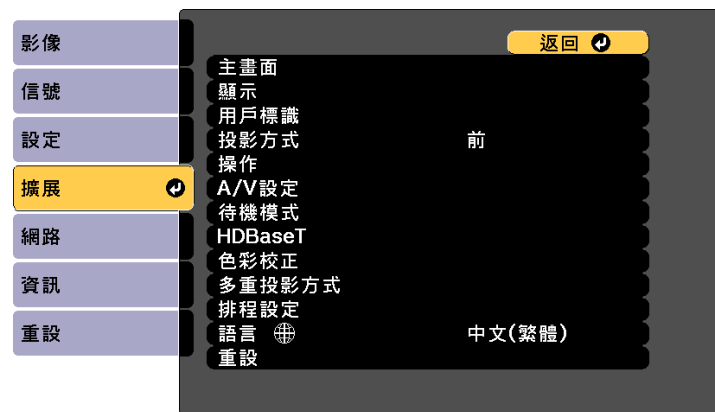 影像
信號
設定
擴展
網路
資訊
重設
返回
主畫面
顯示
用戶標識
投影方式 前
操作
A/V設定
待機模式
HDBaseT
色彩校正
多重投影方式
排程設定
語言 中文(繁體)
重設